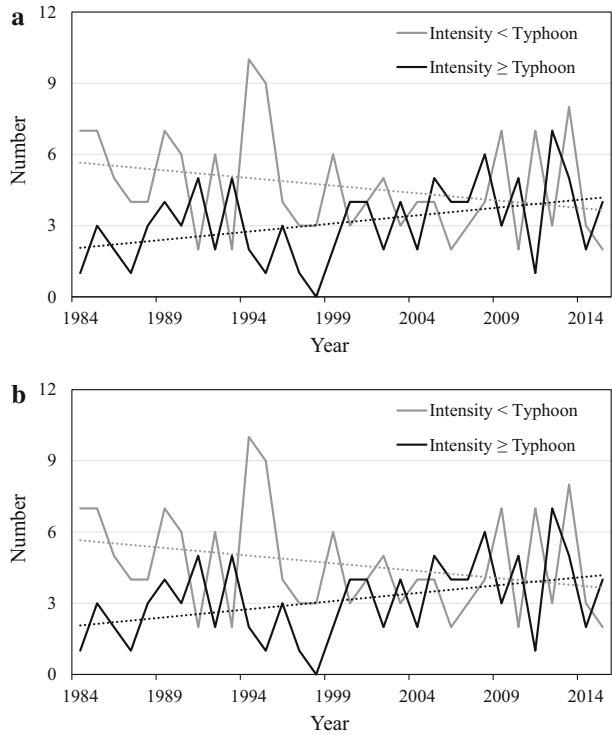 a
12
Intensity < Typhoon
Intensity ≥ Typhoon
9
6
3
0
Number
1984 1989 1994 1999 2004 2009 2014
Year
b
12
Intensity < Typhoon
Intensity ≥ Typhoon
9
6
3
0
Number
1984 1989 1994 1999 2004 2009 2014
Year